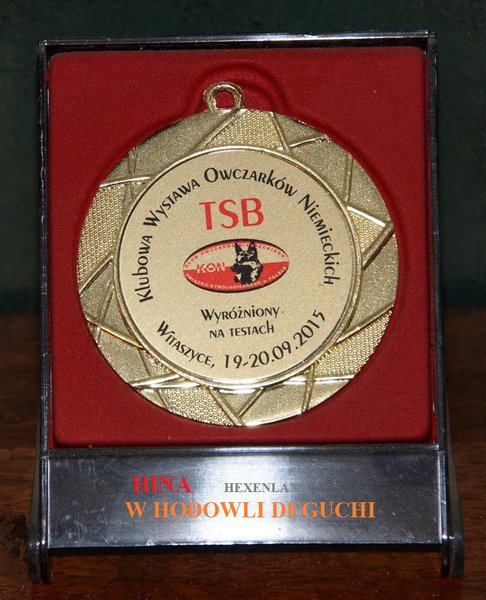 Klubowa Wystawa Owczarków Niemieckich
TSB
KON
Wyróżniony
na testach
Witaszyce, 19-20.09.2015
HINA HEXENLAN
W HODOWLI DEGUCHI